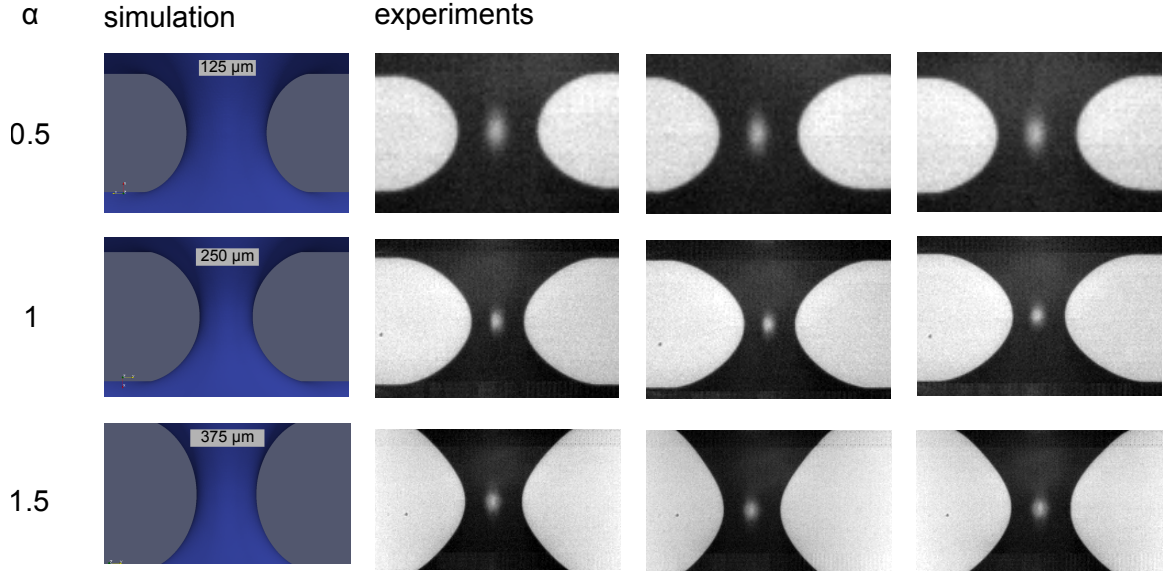 α simulation experiments
125 μm
0.5
250 μm
1
375 μm
1.5